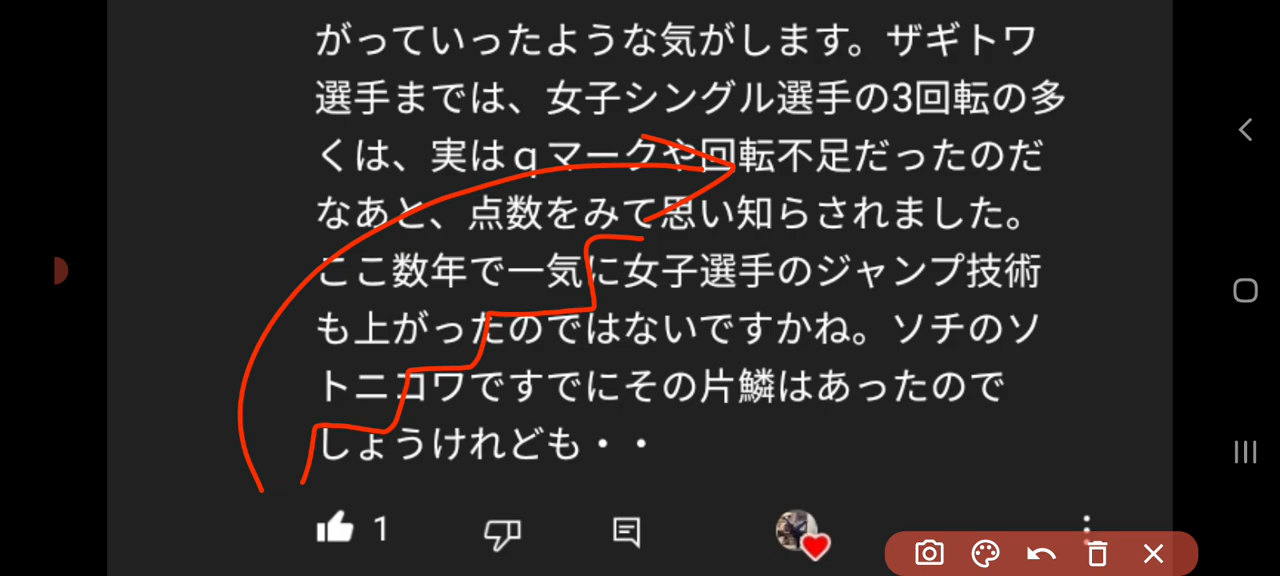 がっていったような気がします。ザギトワ
選手までは、女子シングル選手の3回転の多
くは、実はｑマークや回転不足だったのだ
なあと、点数をみて思い知らされました。
ここ数年で一気に女子選手のジャンプ技術
も上がったのではないですかね。ソチのソ
トニコワですでにその片鱗はあったので
しょうけれども・・
1